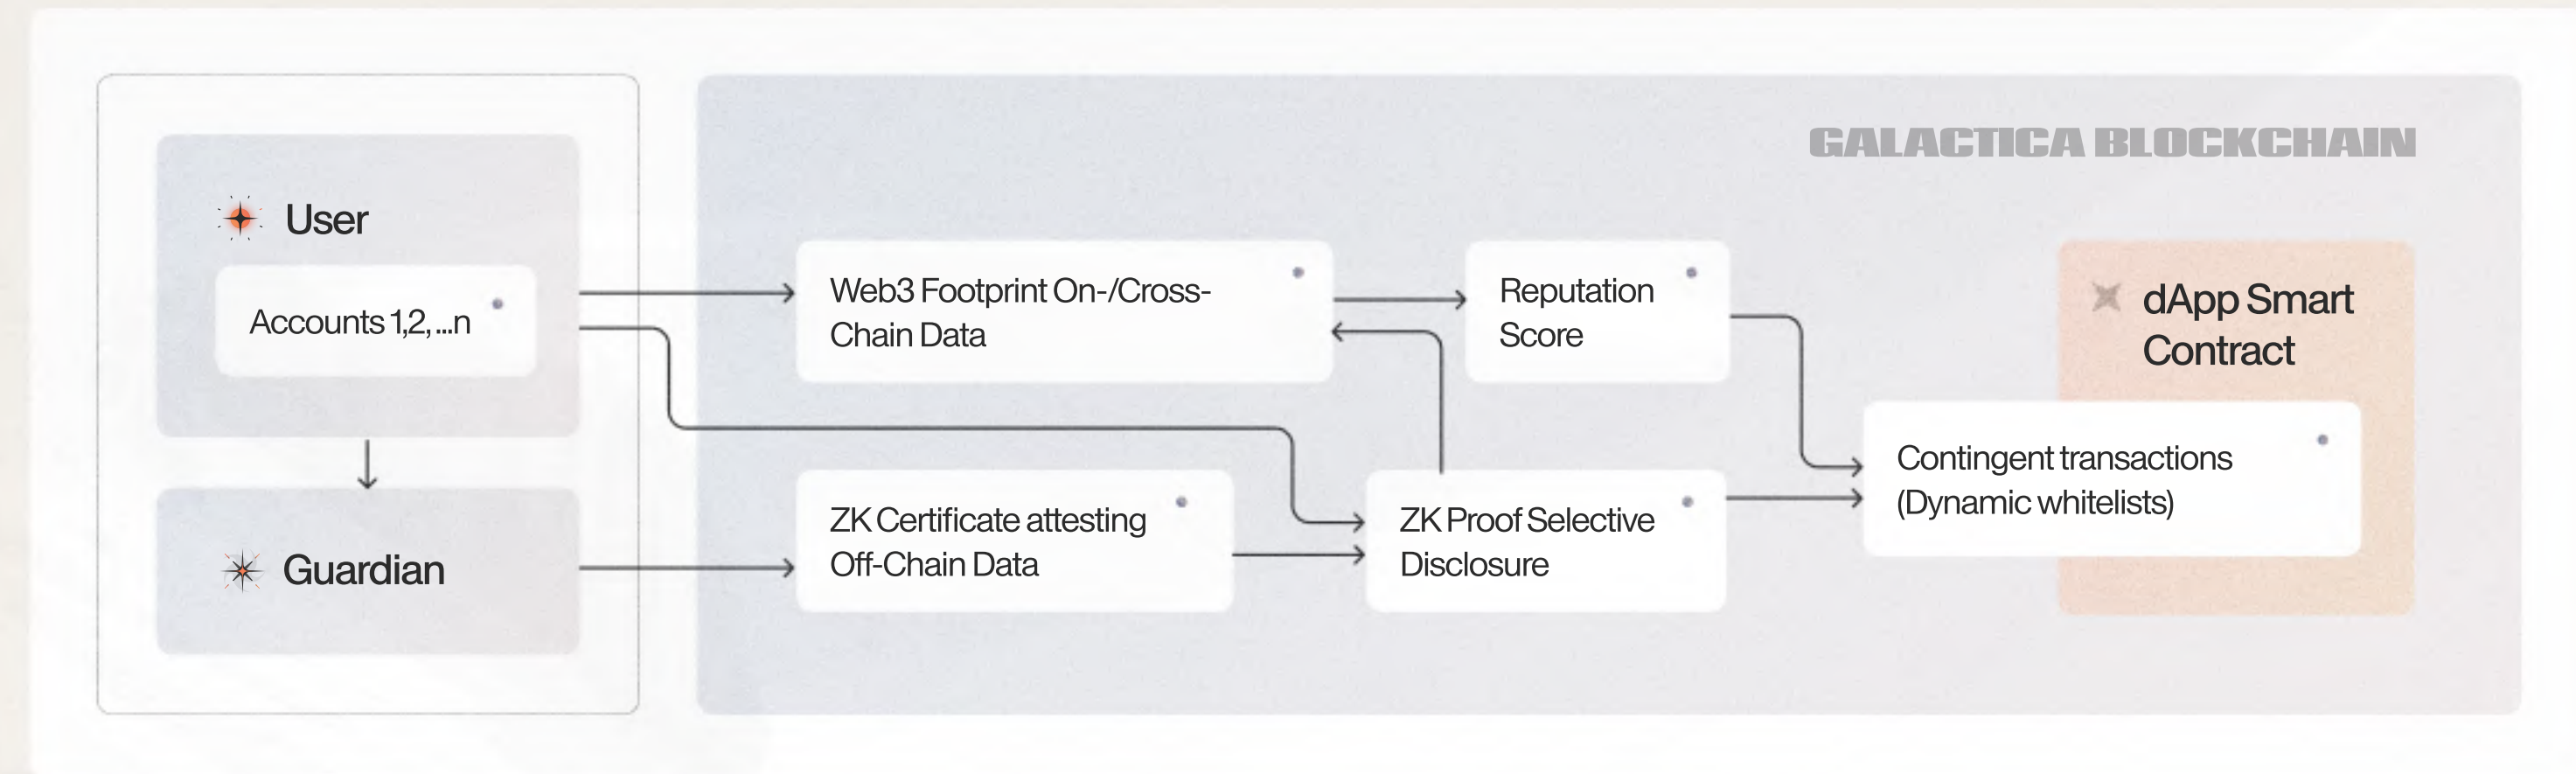 GALACTICA BLOCKCHAIN
User
Accounts 1,2, ...n
Guardian
Web3 Footprint On-/Cross-
Chain Data
Reputation
Score
ZK Certificate attesting
Off-Chain Data
ZK Proof Selective
Disclosure
dApp Smart
Contract
Contingent transactions
(Dynamic whitelists)